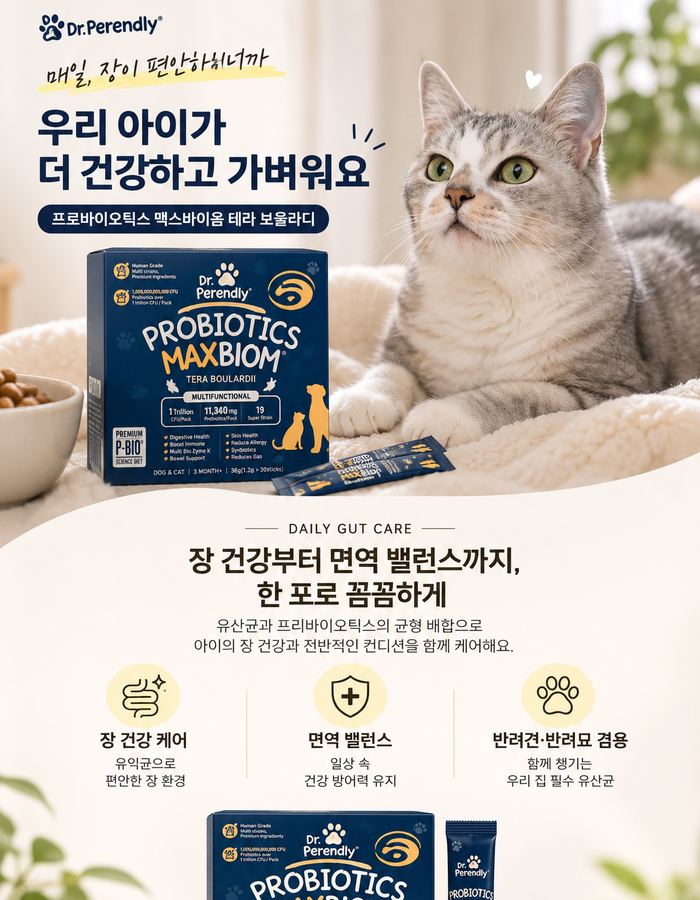 Dr.Perendly®
매일, 장이 편안하니까
우리 아이가
더 건강하고 가벼워요
프로바이오틱스 맥스바이옴 테라 보울라디
Human Grade
Multi strains,
Premium Ingredients
1,000,000,000,000 CFU
Probiotics over
1 trillion CFU / Pack
Dr.
Perendly®
PROBIOTICS
MAXBIOM®
TERA BOULARDII
MULTIFUNCTIONAL
1 Trillion
CFU/Pack
11,340 mg
Probiotics/Pack
19
Super Strain
Digestive Health
Boost Immune
Multi Bio Zyme K
Bowel Support
Skin Health
Reduce Allergy
Synbiotics
Reduces Gas
PREMIUM
P-BIO®
SCIENCE DIET
DOG & CAT | 3 MONTH+ | 36g(1.2g × 30sticks)
DAILY GUT CARE
장 건강부터 면역 밸런스까지,
한 포로 꼼꼼하게
유산균과 프리바이오틱스의 균형 배합으로
아이의 장 건강과 전반적인 컨디션을 함께 케어해요.
장 건강 케어
유익균으로
편안한 장 환경
면역 밸런스
일상 속
건강 방어력 유지
반려견·반려묘 겸용
함께 챙기는
우리 집 필수 유산균
Human Grade
Multi strains,
Premium Ingredients
1,000,000,000,000 CFU
Probiotics over
1 trillion CFU / Pack
Dr.
Perendly®
PROBIOTICS
Dr.
Perendly®
PROBIOTICS